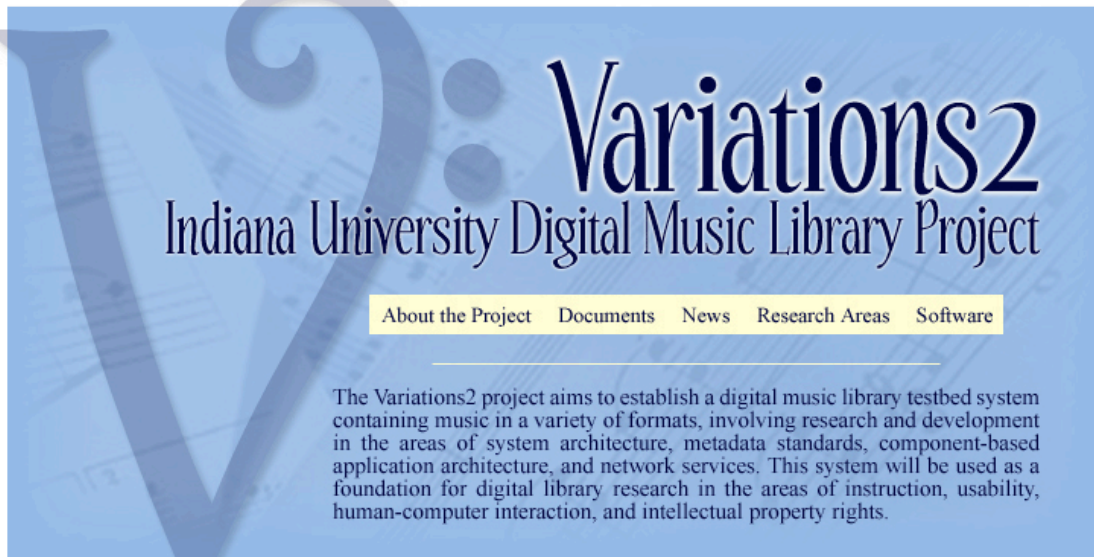 Variations2
Indiana University Digital Music Library Project
About the Project Documents News Research Areas Software
The Variations2 project aims to establish a digital music library testbed system
containing music in a variety of formats, involving research and development
in the areas of system architecture, metadata standards, component-based
application architecture, and network services. This system will be used as a
foundation for digital library research in the areas of instruction, usability,
human-computer interaction, and intellectual property rights.